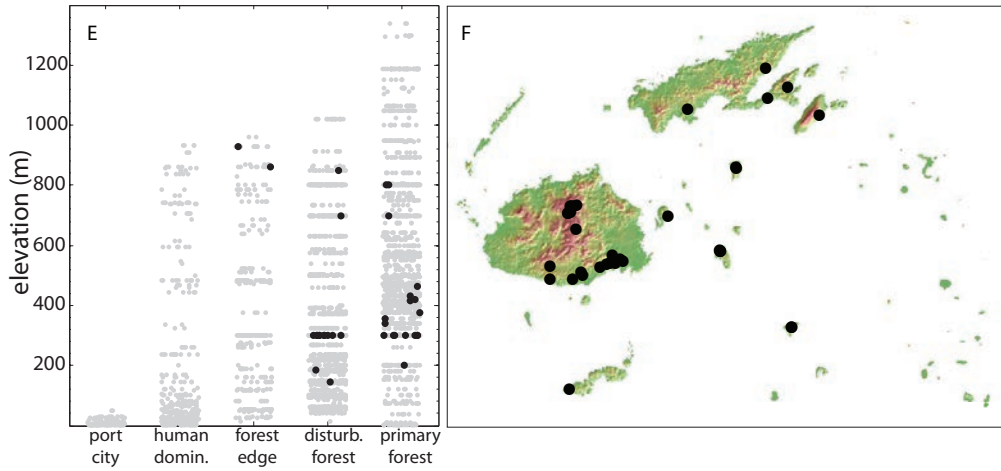 E
F
elevation (m)
1200
1000
800
600
400
200
port city
human domin.
forest edge
disturb. forest
primary forest